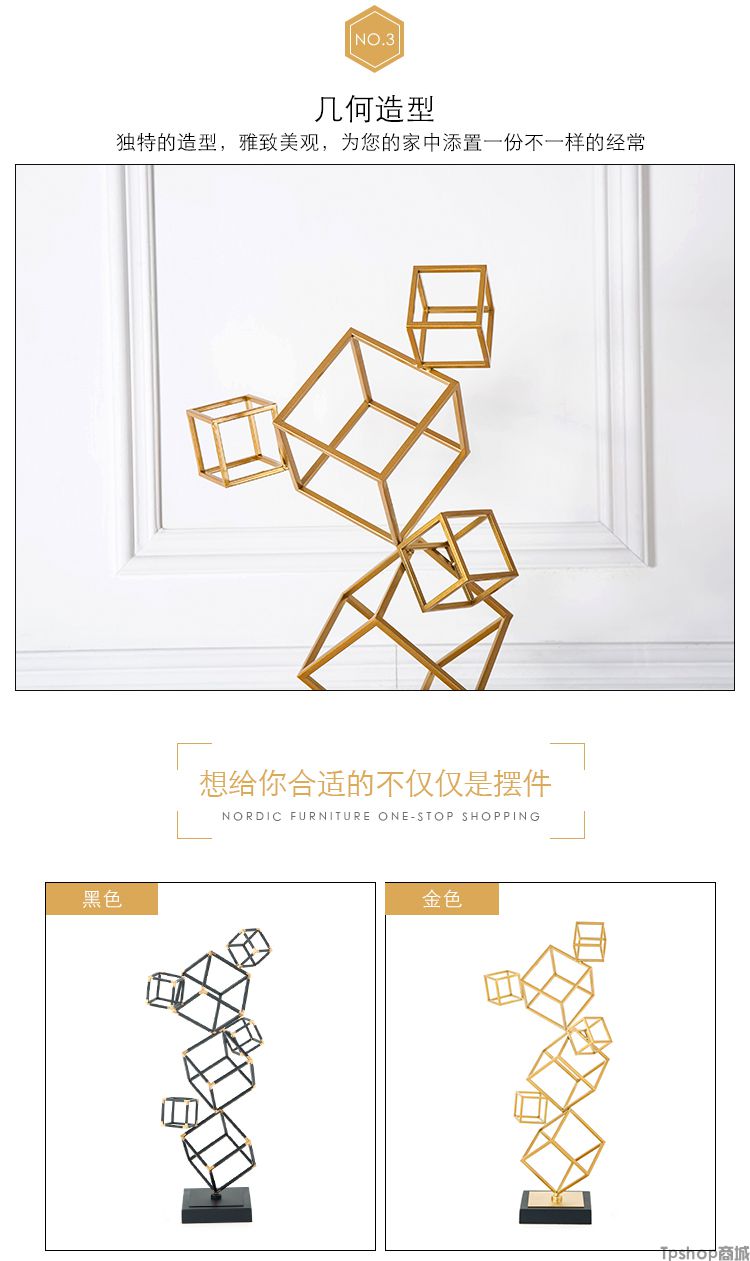 NO.3
几何造型
独特的造型，雅致美观，为您的家中添置一份不一样的经常
想给你合适的不仅仅是摆件
NORDIC FURNITURE ONE-STOP SHOPPING
黑色
金色
Tpshop商城